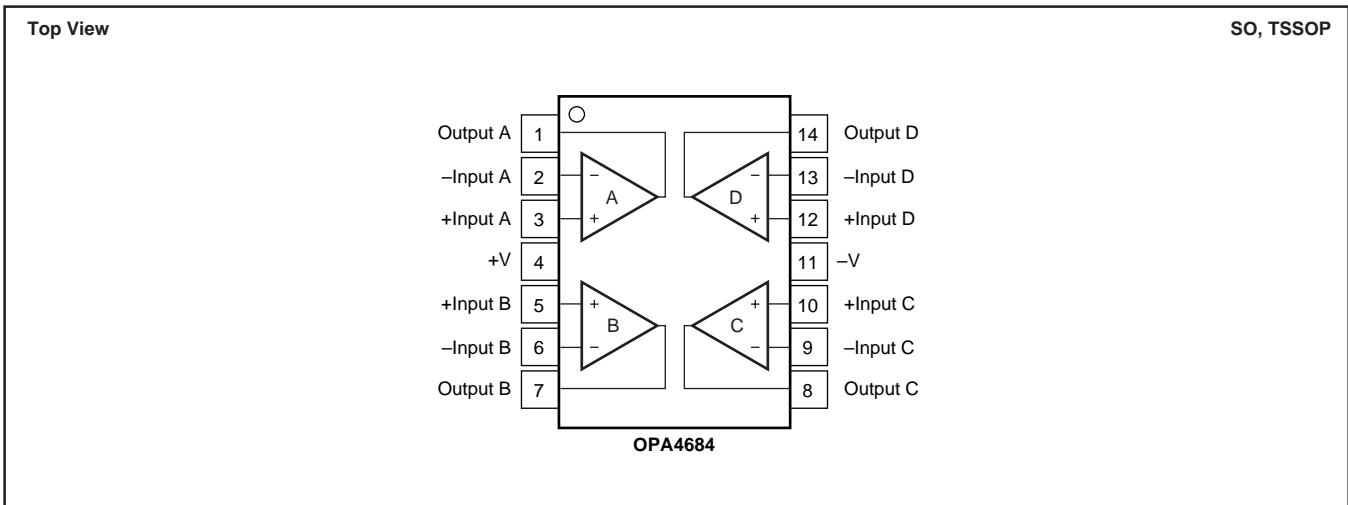 Top View SO, TSSOP
Output A 1 14 Output D
–Input A 2 – – 13 –Input D
A D
+Input A 3 + + 12 +Input D
+V 4 11 –V
+Input B 5 + + 10 +Input C
B C
–Input B 6 – – 9 –Input C
Output B 7 8 Output C
OPA4684